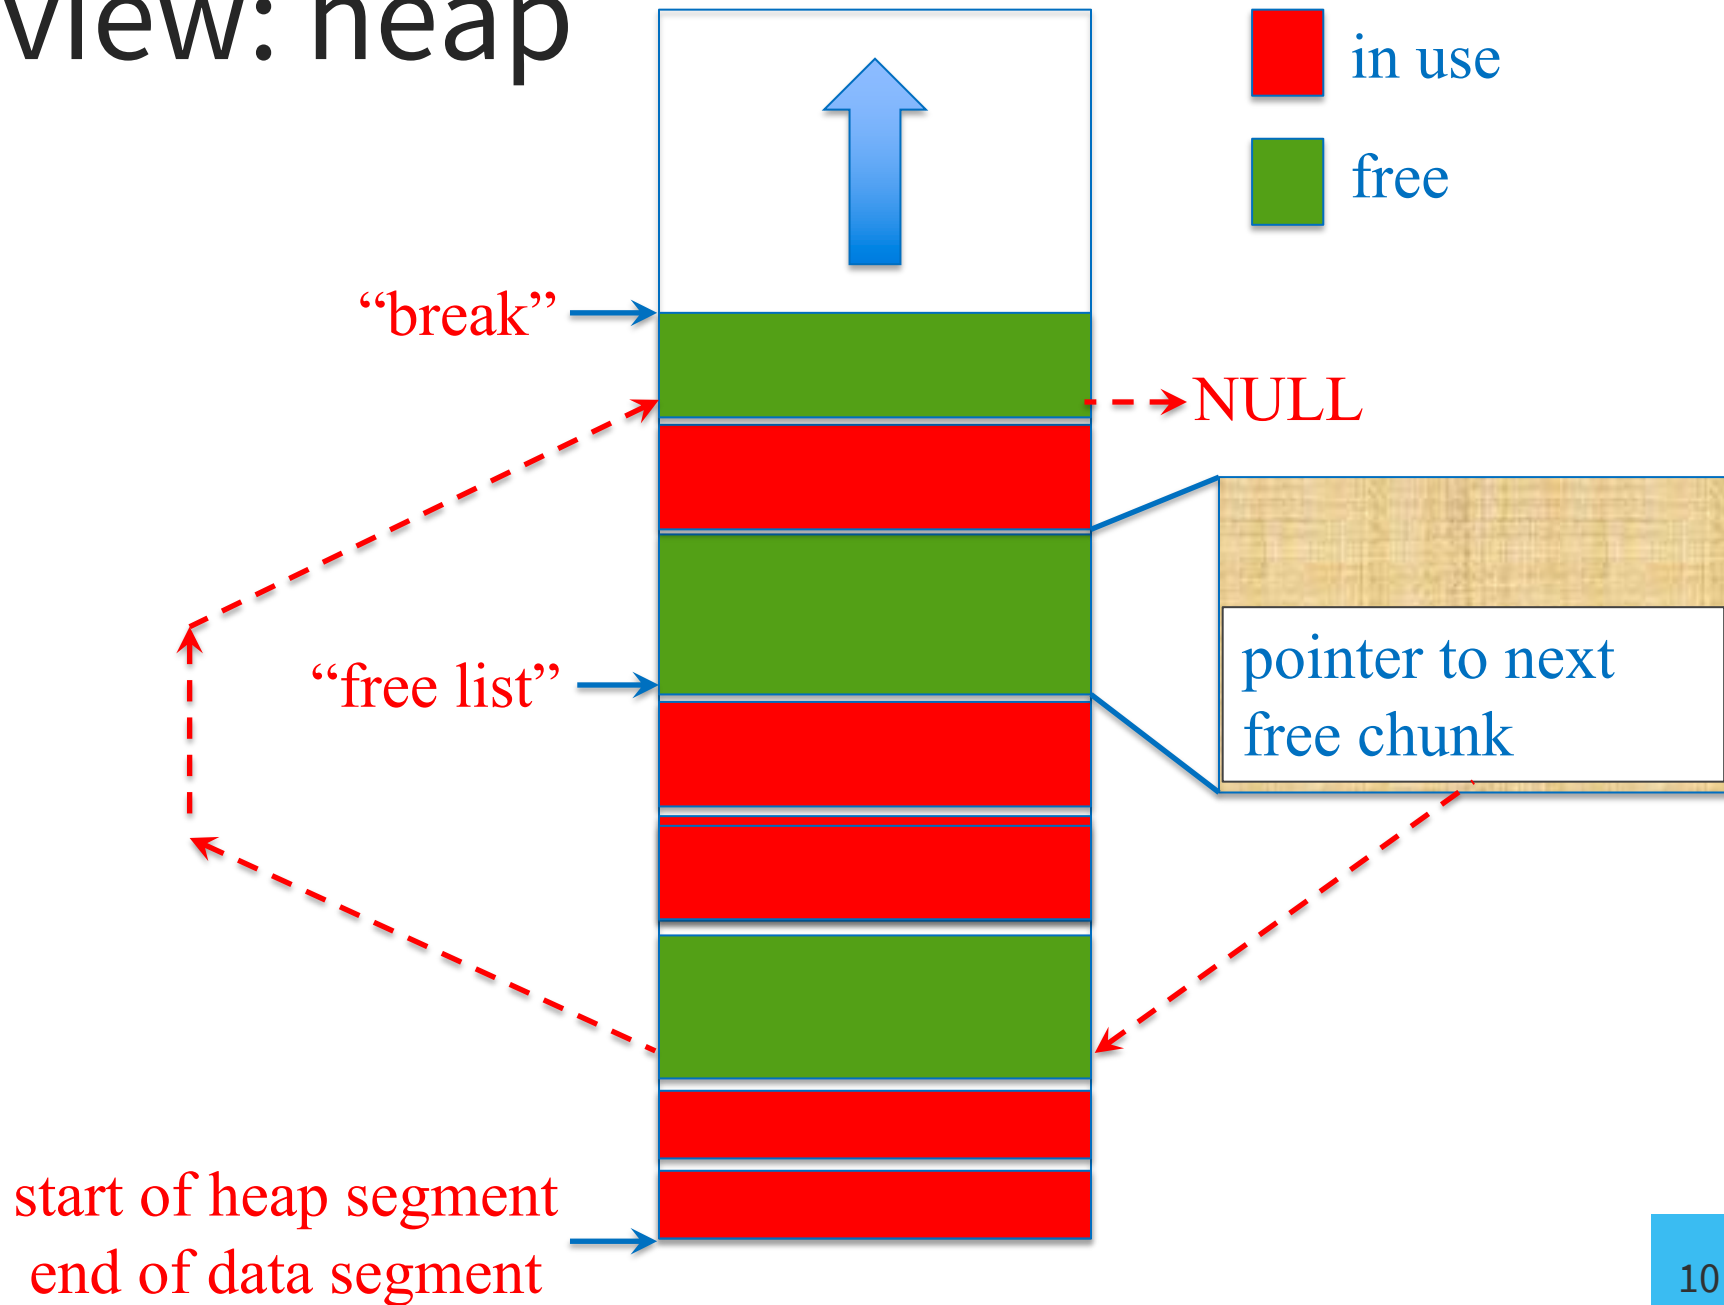 view: heap
in use
free
“break”
NULL
pointer to next
free chunk
“free list”
start of heap segment
end of data segment
10